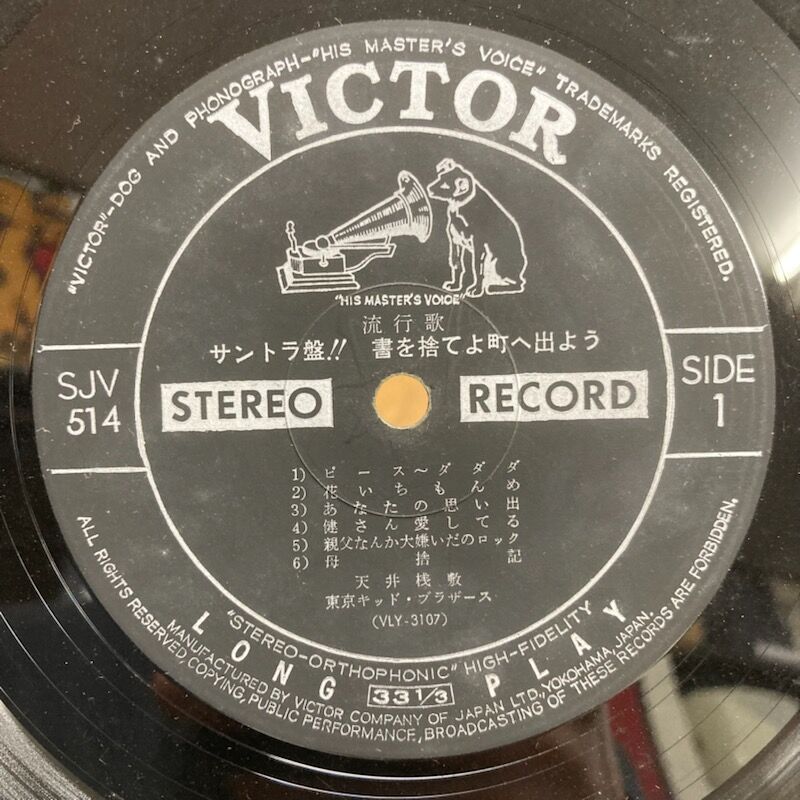 "VICTOR"-DOG AND PHONOGRAPH-"HIS MASTER'S VOICE" TRADEMARKS REGISTERED.
VICTOR
"HIS MASTER'S VOICE"
流行歌
サントラ盤!! 書を捨てよ町へ出よう
SJV
514
STEREO RECORD
SIDE
1
1) ピース〜ダダダ
2) 花いちもんめ
3) あなたの思い出
4) 健さん愛してる
5) 親父なんか大嫌いだのロック
6) 母捨記
天井桟敷
東京キッド・ブラザース
(VLY-3107)
"STEREO-ORTHOPHONIC" HIGH-FIDELITY
LONG 33 1/3 PLAY
MANUFACTURED BY VICTOR COMPANY OF JAPAN LTD., YOKOHAMA, JAPAN.
ALL RIGHTS RESERVED, COPYING, PUBLIC PERFORMANCE, BROADCASTING OF THESE RECORDS ARE FORBIDDEN.